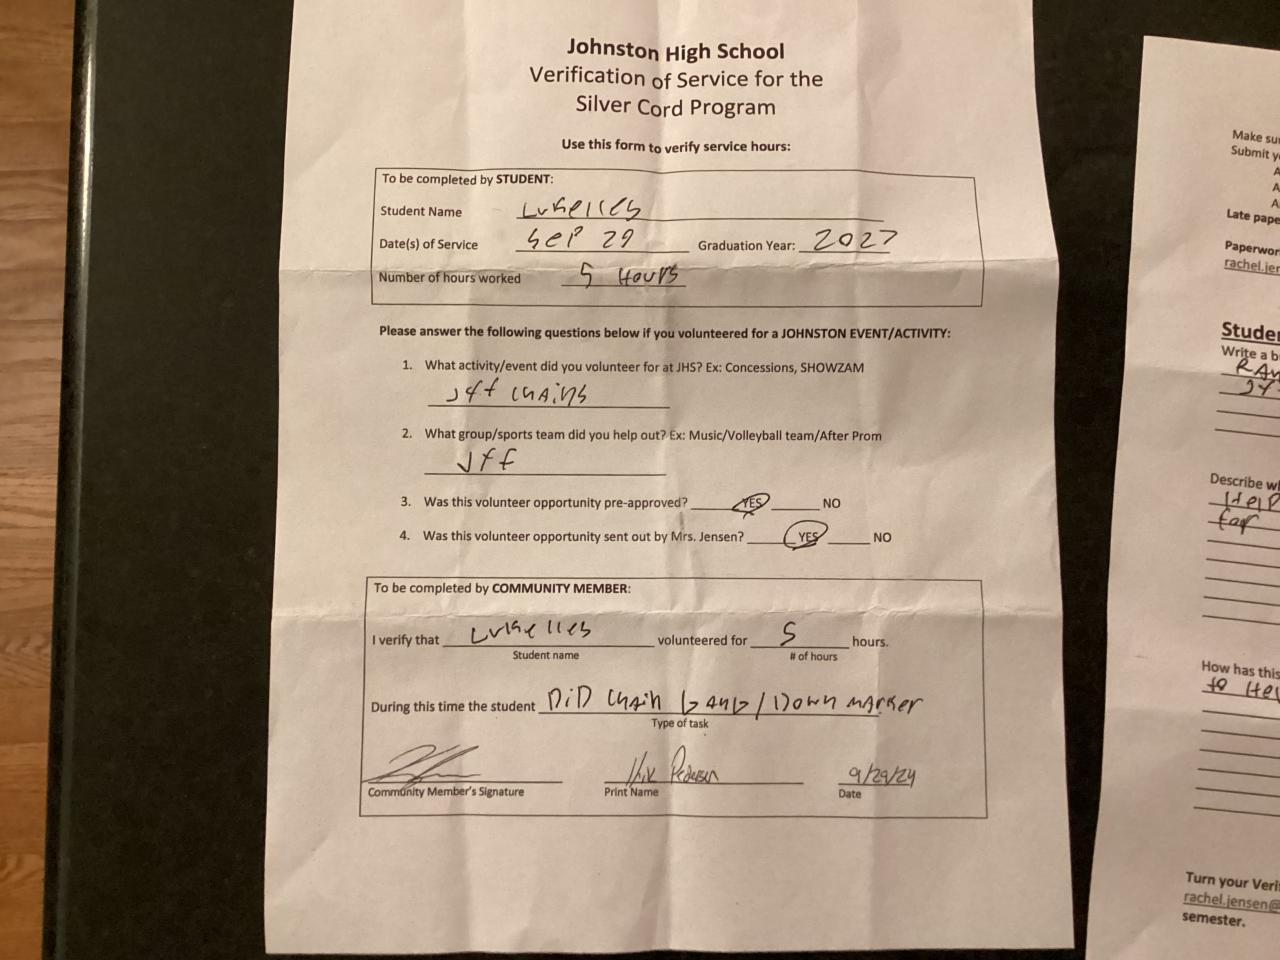 Johnston High School
Verification of Service for the
Silver Cord Program
Use this form to verify service hours:
To be completed by STUDENT:
Student Name
Date(s) of Service Sep 29 Graduation Year: 2027
Number of hours worked 5 Hours
Please answer the following questions below if you volunteered for a JOHNSTON EVENT/ACTIVITY:
1. What activity/event did you volunteer for at JHS? Ex: Concessions, SHOWZAM
Jff chains
2. What group/sports team did you help out? Ex: Music/Volleyball team/After Prom
Jff
3. Was this volunteer opportunity pre-approved? YES NO
4. Was this volunteer opportunity sent out by Mrs. Jensen? YES NO
To be completed by COMMUNITY MEMBER:
I verify that volunteered for 5 hours.
Student name # of hours
During this time the student DiD chain / Down marker
Type of task
Pedersen 9/29/24
Community Member's Signature Print Name Date
Make
Submit
Late
rachel.
Write a
Describe
Help
for
How has this
to
Turn your
rachel.jensen@
semester.